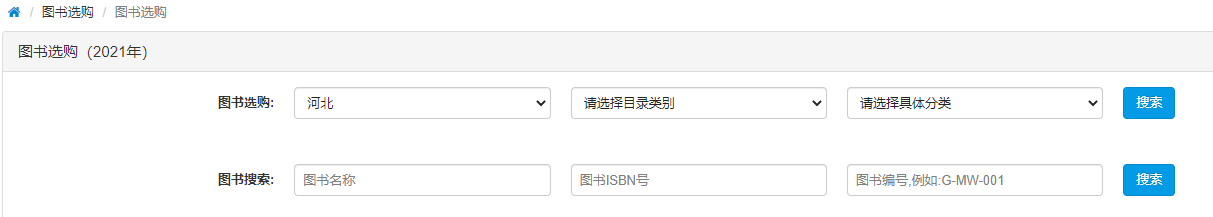 / 图书选购 / 图书选购
图书选购（2021年）
图书选购: 河北 请选择目录类别 请选择具体分类 搜索
图书搜索: 图书名称 图书ISBN号 图书编号,例如:G-MW-001 搜索